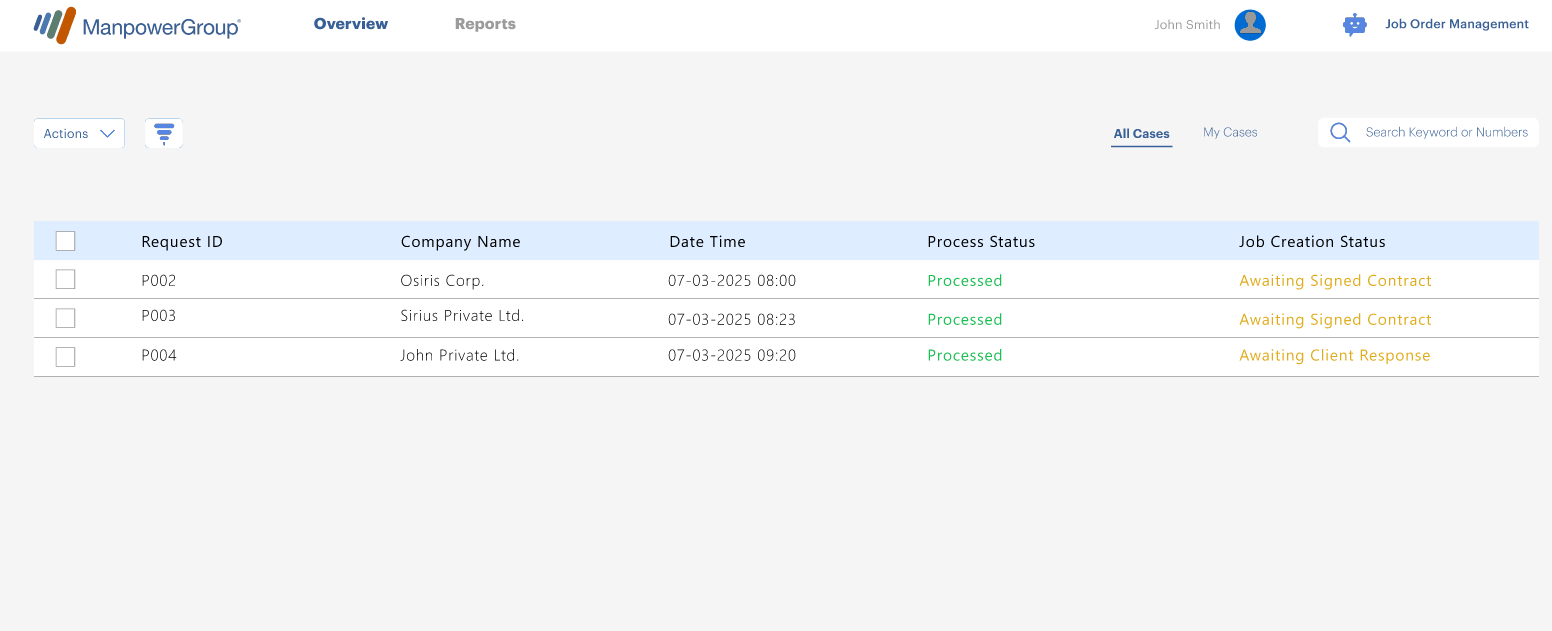 ManpowerGroup® Overview Reports John Smith Job Order Management
Actions All Cases My Cases Search Keyword or Numbers
Request ID Company Name Date Time Process Status Job Creation Status
P002 Osiris Corp. 07-03-2025 08:00 Processed Awaiting Signed Contract
P003 Sirius Private Ltd. 07-03-2025 08:23 Processed Awaiting Signed Contract
P004 John Private Ltd. 07-03-2025 09:20 Processed Awaiting Client Response